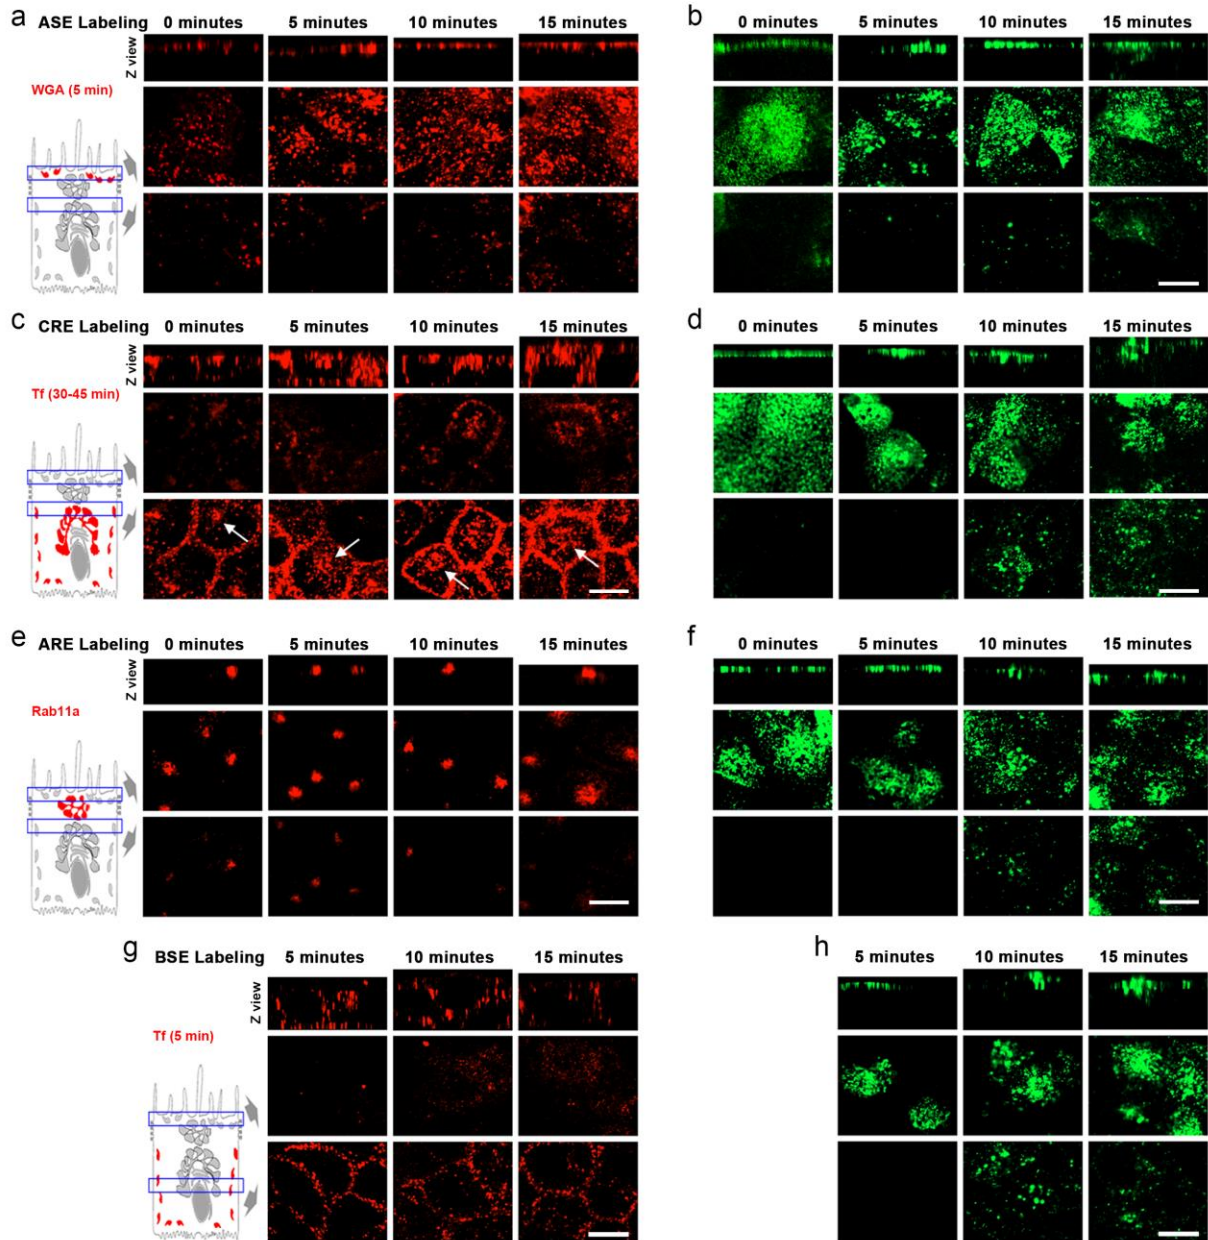 a ASE Labeling 0 minutes 5 minutes 10 minutes 15 minutes
Z view
WGA (5 min)
b 0 minutes 5 minutes 10 minutes 15 minutes
c CRE Labeling 0 minutes 5 minutes 10 minutes 15 minutes
Z view
Tf (30-45 min)
d 0 minutes 5 minutes 10 minutes 15 minutes
e ARE Labeling 0 minutes 5 minutes 10 minutes 15 minutes
Z view
Rab11a
f 0 minutes 5 minutes 10 minutes 15 minutes
g BSE Labeling 5 minutes 10 minutes 15 minutes
Z view
Tf (5 min)
h 5 minutes 10 minutes 15 minutes